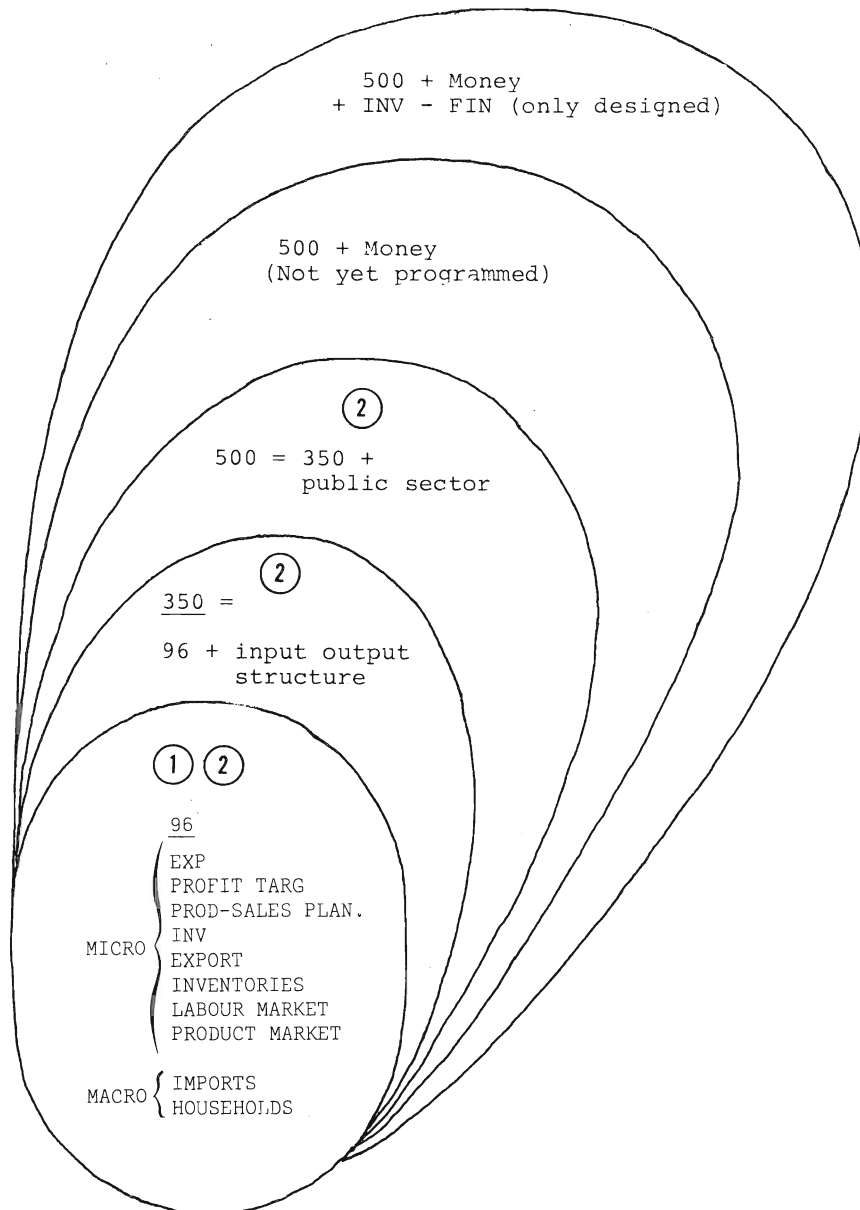 500 + Money
+ INV - FIN (only designed)
500 + Money
(Not yet programmed)
2
500 = 350 +
public sector
2
350 =
96 + input output
structure
1 2
96
EXP
PROFIT TARG
PROD-SALES PLAN.
INV
MICRO
EXPORT
INVENTORIES
LABOUR MARKET
PRODUCT MARKET
IMPORTS
MACRO
HOUSEHOLDS